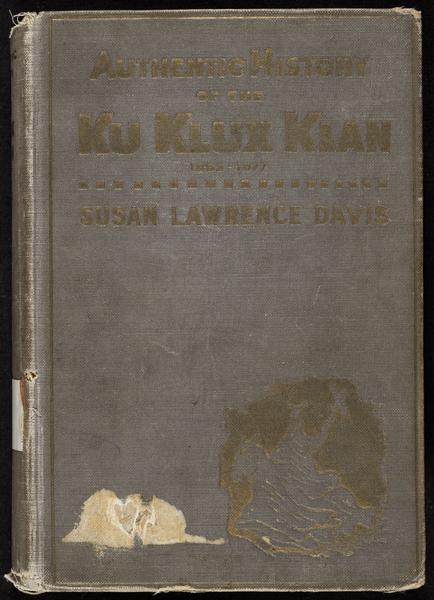 AUTHENTIC HISTORY
OF THE
KU KLUX KLAN
1865-1877
SUSAN LAWRENCE DAVIS